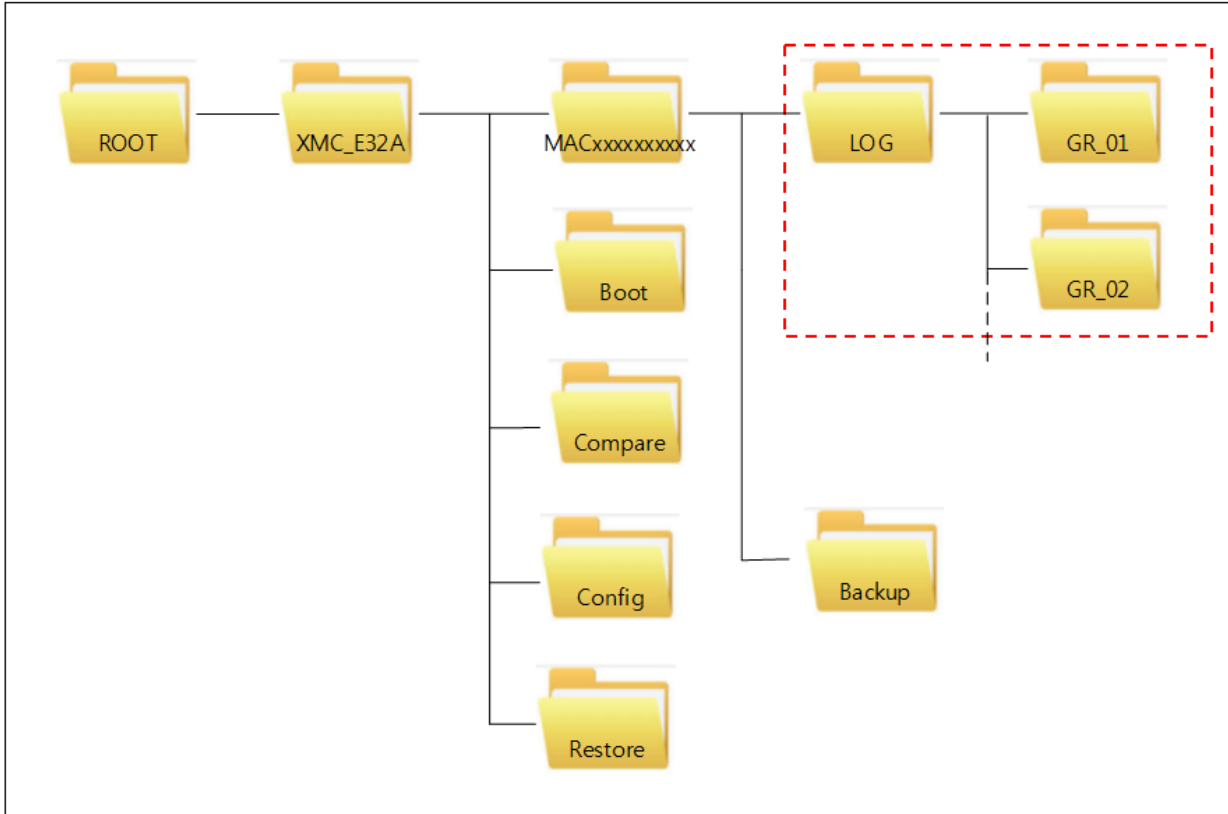 ROOT
XMC_E32A
MACxxxxxxxxxx
LOG
GR_01
Boot
GR_02
Compare
Config
Backup
Restore